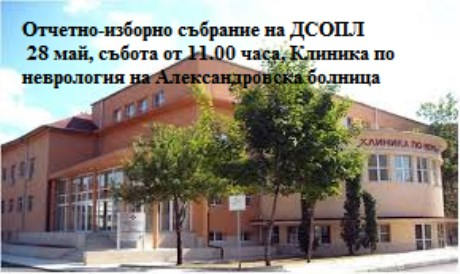 Отчетно-изборно събрание на ДСОПЛ
28 май, събота от 11.00 часа, Клиника по
неврология на Александровска болница
КЛИНИКА ПО